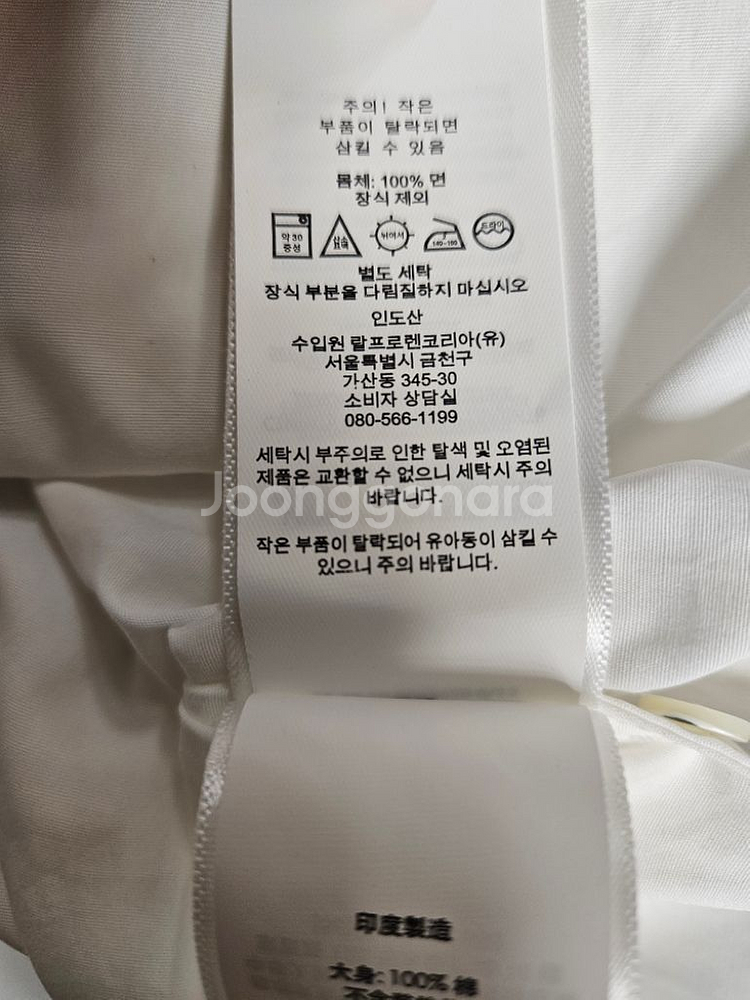 주의! 작은
부품이 탈락되면
삼킬 수 있음
몸체: 100% 면
장식 제외
약 30
중성
산소
표백
뉘어서
140~160
드라이
별도 세탁
장식 부분을 다림질하지 마십시오
인도산
수입원 랄프로렌코리아(유)
서울특별시 금천구
가산동 345-30
소비자 상담실
080-566-1199
세탁시 부주의로 인한 탈색 및 오염된
제품은 교환할 수 없으니 세탁시 주의
바랍니다.
Joonggonara
작은 부품이 탈락되어 유아동이 삼킬 수
있으니 주의 바랍니다.
印度製造
大身: 100% 綿